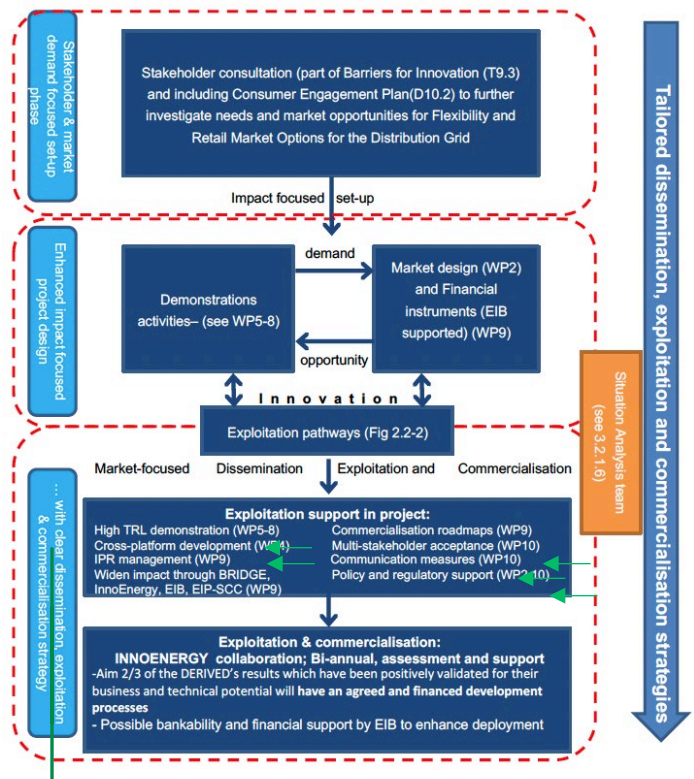 Stakeholder & market
demand focused set-up
phase
Stakeholder consultation (part of Barriers for Innovation (T9.3)
and including Consumer Engagement Plan(D10.2) to further
investigate needs and market opportunities for Flexibility and
Retail Market Options for the Distribution Grid
Impact focused set-up
Enhanced impact focused
project design
demand
Demonstrations
activities– (see WP5-8)
Market design (WP2)
and Financial
instruments (EIB
supported) (WP9)
opportunity
Innovation
Exploitation pathways (Fig 2.2-2)
Situation Analysis team
(see 3.2.1.6)
Tailored dissemination, exploitation and commercialisation strategies
... with clear dissemination, exploitation
& commercialisation strategy
Market-focused Dissemination Exploitation and Commercialisation
Exploitation support in project:
High TRL demonstration (WP5-8)
Cross-platform development (WP4)
IPR management (WP9)
Widen impact through BRIDGE,
InnoEnergy, EIB, EIP-SCC (WP9)
Commercialisation roadmaps (WP9)
Multi-stakeholder acceptance (WP10)
Communication measures (WP10)
Policy and regulatory support (WP2,10)
Exploitation & commercialisation:
INNOENERGY collaboration; Bi-annual, assessment and support
-Aim 2/3 of the DERIVED's results which have been positively validated for their
business and technical potential will have an agreed and financed development
processes
- Possible bankability and financial support by EIB to enhance deployment